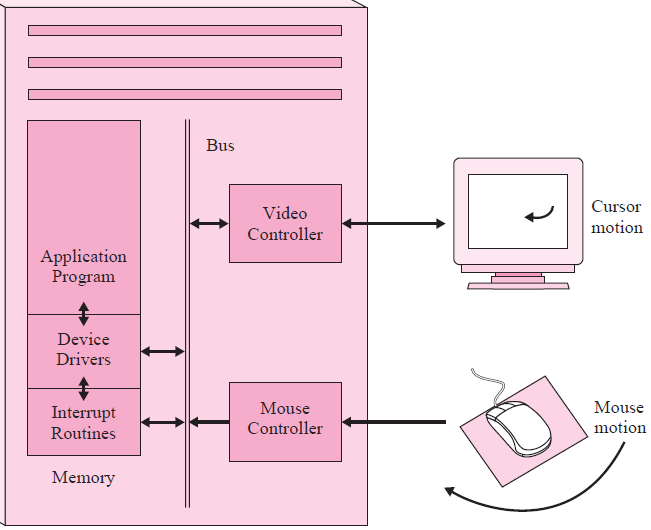 Bus
Video
Controller
Cursor
motion
Application
Program
Device
Drivers
Interrupt
Routines
Mouse
Controller
Mouse
motion
Memory